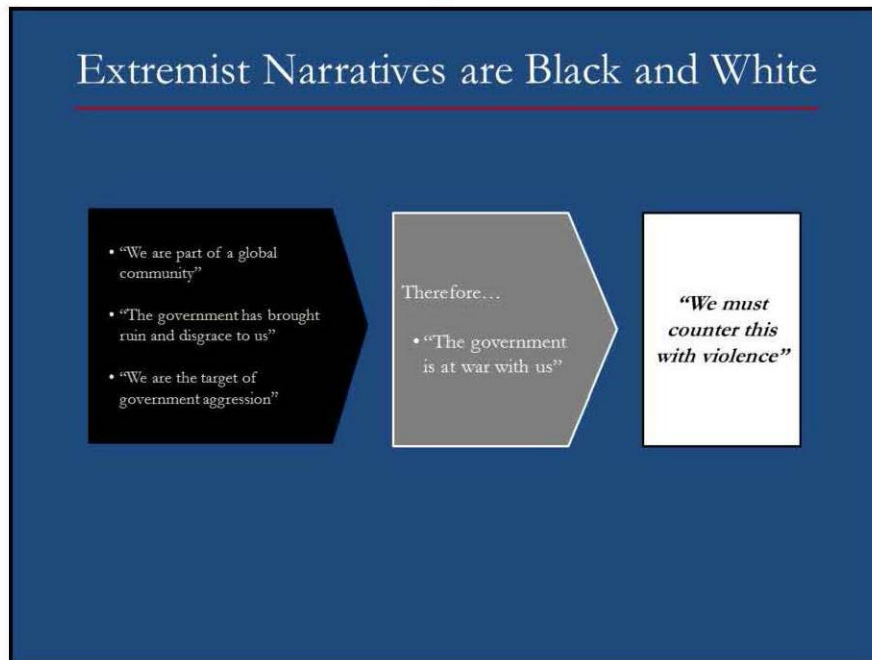 Extremist Narratives are Black and White
• “We are part of a global
community”
• “The government has brought
ruin and disgrace to us”
• “We are the target of
government aggression”
Therefore…
• “The government
is at war with us”
“We must
counter this
with violence”